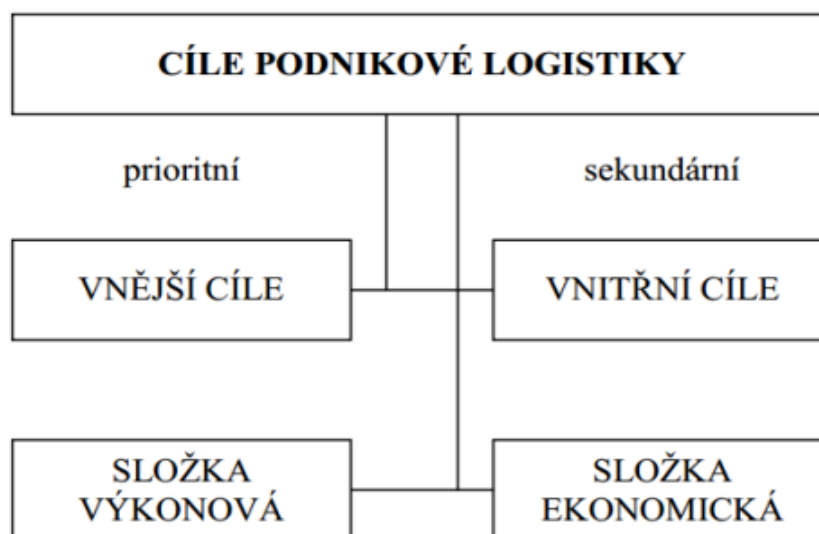 CÍLE PODNIKOVÉ LOGISTIKY
prioritní
sekundární
VNĚJŠÍ CÍLE
VNITŘNÍ CÍLE
SLOŽKA
VÝKONOVÁ
SLOŽKA
EKONOMICKÁ